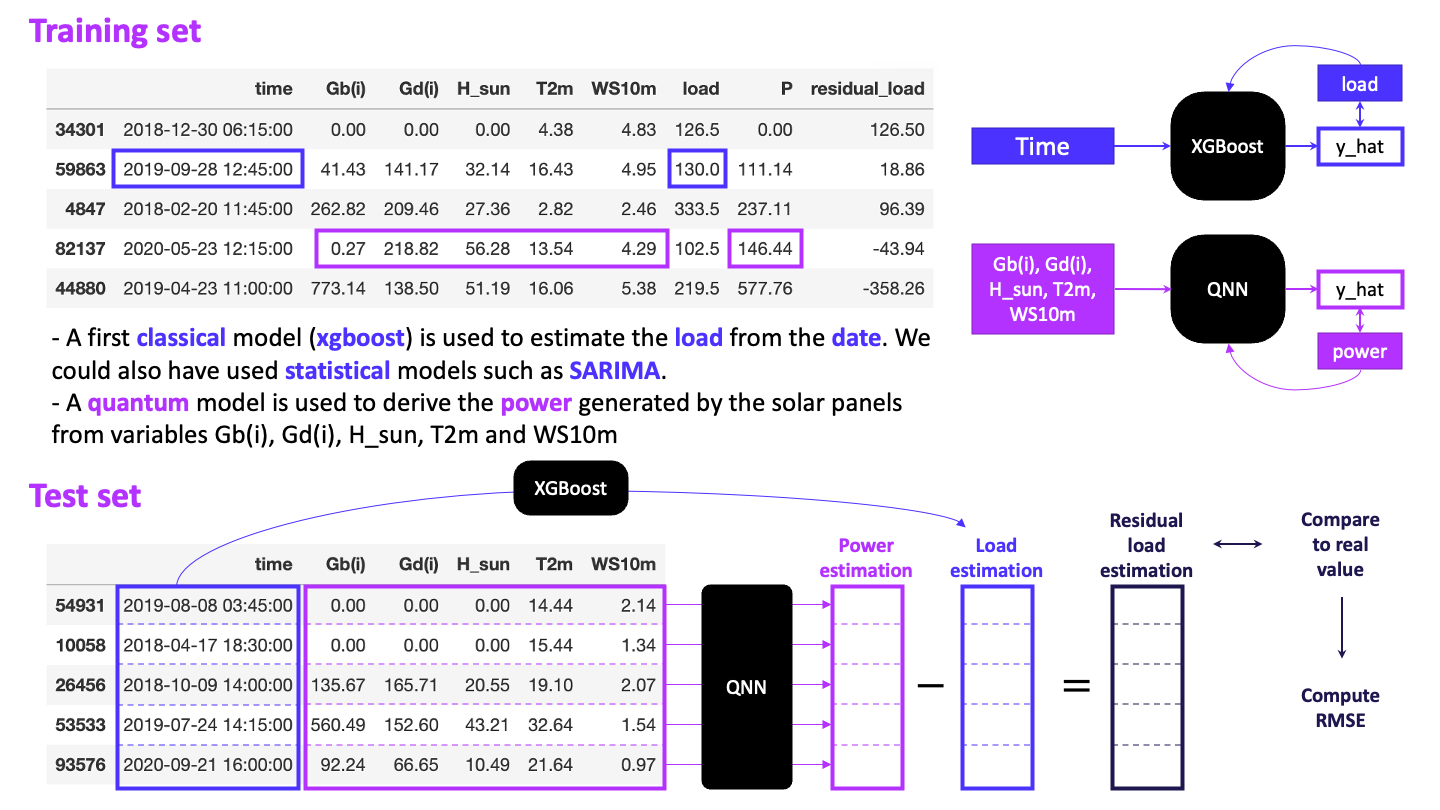 Training set
time Gb(i) Gd(i) H_sun T2m WS10m load P residual_load
34301 2018-12-30 06:15:00 0.00 0.00 0.00 4.38 4.83 126.5 0.00 126.50
59863 2019-09-28 12:45:00 41.43 141.17 32.14 16.43 4.95 130.0 111.14 18.86
4847 2018-02-20 11:45:00 262.82 209.46 27.36 2.82 2.46 333.5 237.11 96.39
82137 2020-05-23 12:15:00 0.27 218.82 56.28 13.54 4.29 102.5 146.44 -43.94
44880 2019-04-23 11:00:00 773.14 138.50 51.19 16.06 5.38 219.5 577.76 -358.26
load
Time
XGBoost
y_hat
Gb(i), Gd(i),
H_sun, T2m,
WS10m
QNN
y_hat
power
- A first classical model (xgboost) is used to estimate the load from the date. We
could also have used statistical models such as SARIMA.
- A quantum model is used to derive the power generated by the solar panels
from variables Gb(i), Gd(i), H_sun, T2m and WS10m
Test set
XGBoost
time Gb(i) Gd(i) H_sun T2m WS10m
54931 2019-08-08 03:45:00 0.00 0.00 0.00 14.44 2.14
10058 2018-04-17 18:30:00 0.00 0.00 0.00 15.44 1.34
26456 2018-10-09 14:00:00 135.67 165.71 20.55 19.10 2.07
53533 2019-07-24 14:15:00 560.49 152.60 43.21 32.64 1.54
93576 2020-09-21 16:00:00 92.24 66.65 10.49 21.64 0.97
QNN
Power
estimation
−
Load
estimation
=
Residual
load
estimation
Compare
to real
value
Compute
RMSE